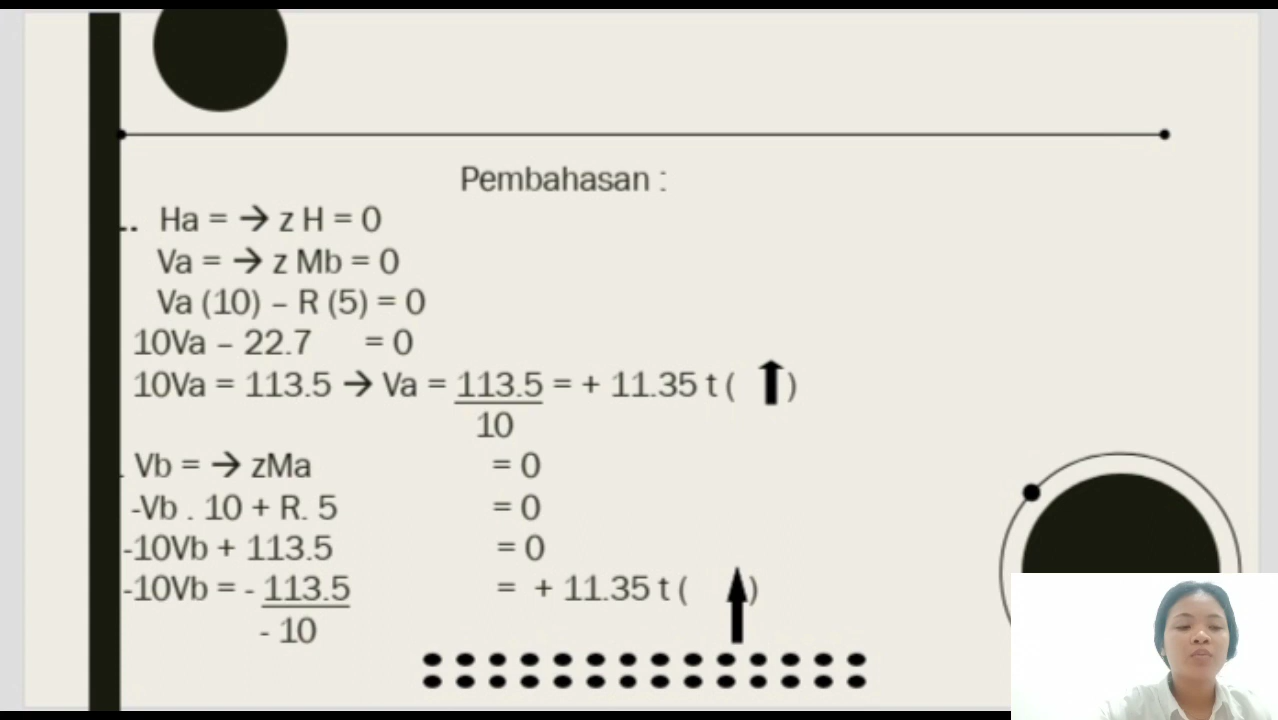 Pembahasan :
.. Ha = → z H = 0
Va = → z Mb = 0
Va (10) – R (5) = 0
10Va – 22.7 = 0
10Va = 113.5 → Va = 113.5 = + 11.35 t ( ⬆ )
10
. Vb = → zMa = 0
-Vb . 10 + R. 5 = 0
-10Vb + 113.5 = 0
-10Vb = - 113.5 = + 11.35 t ( ⬆ )
- 10